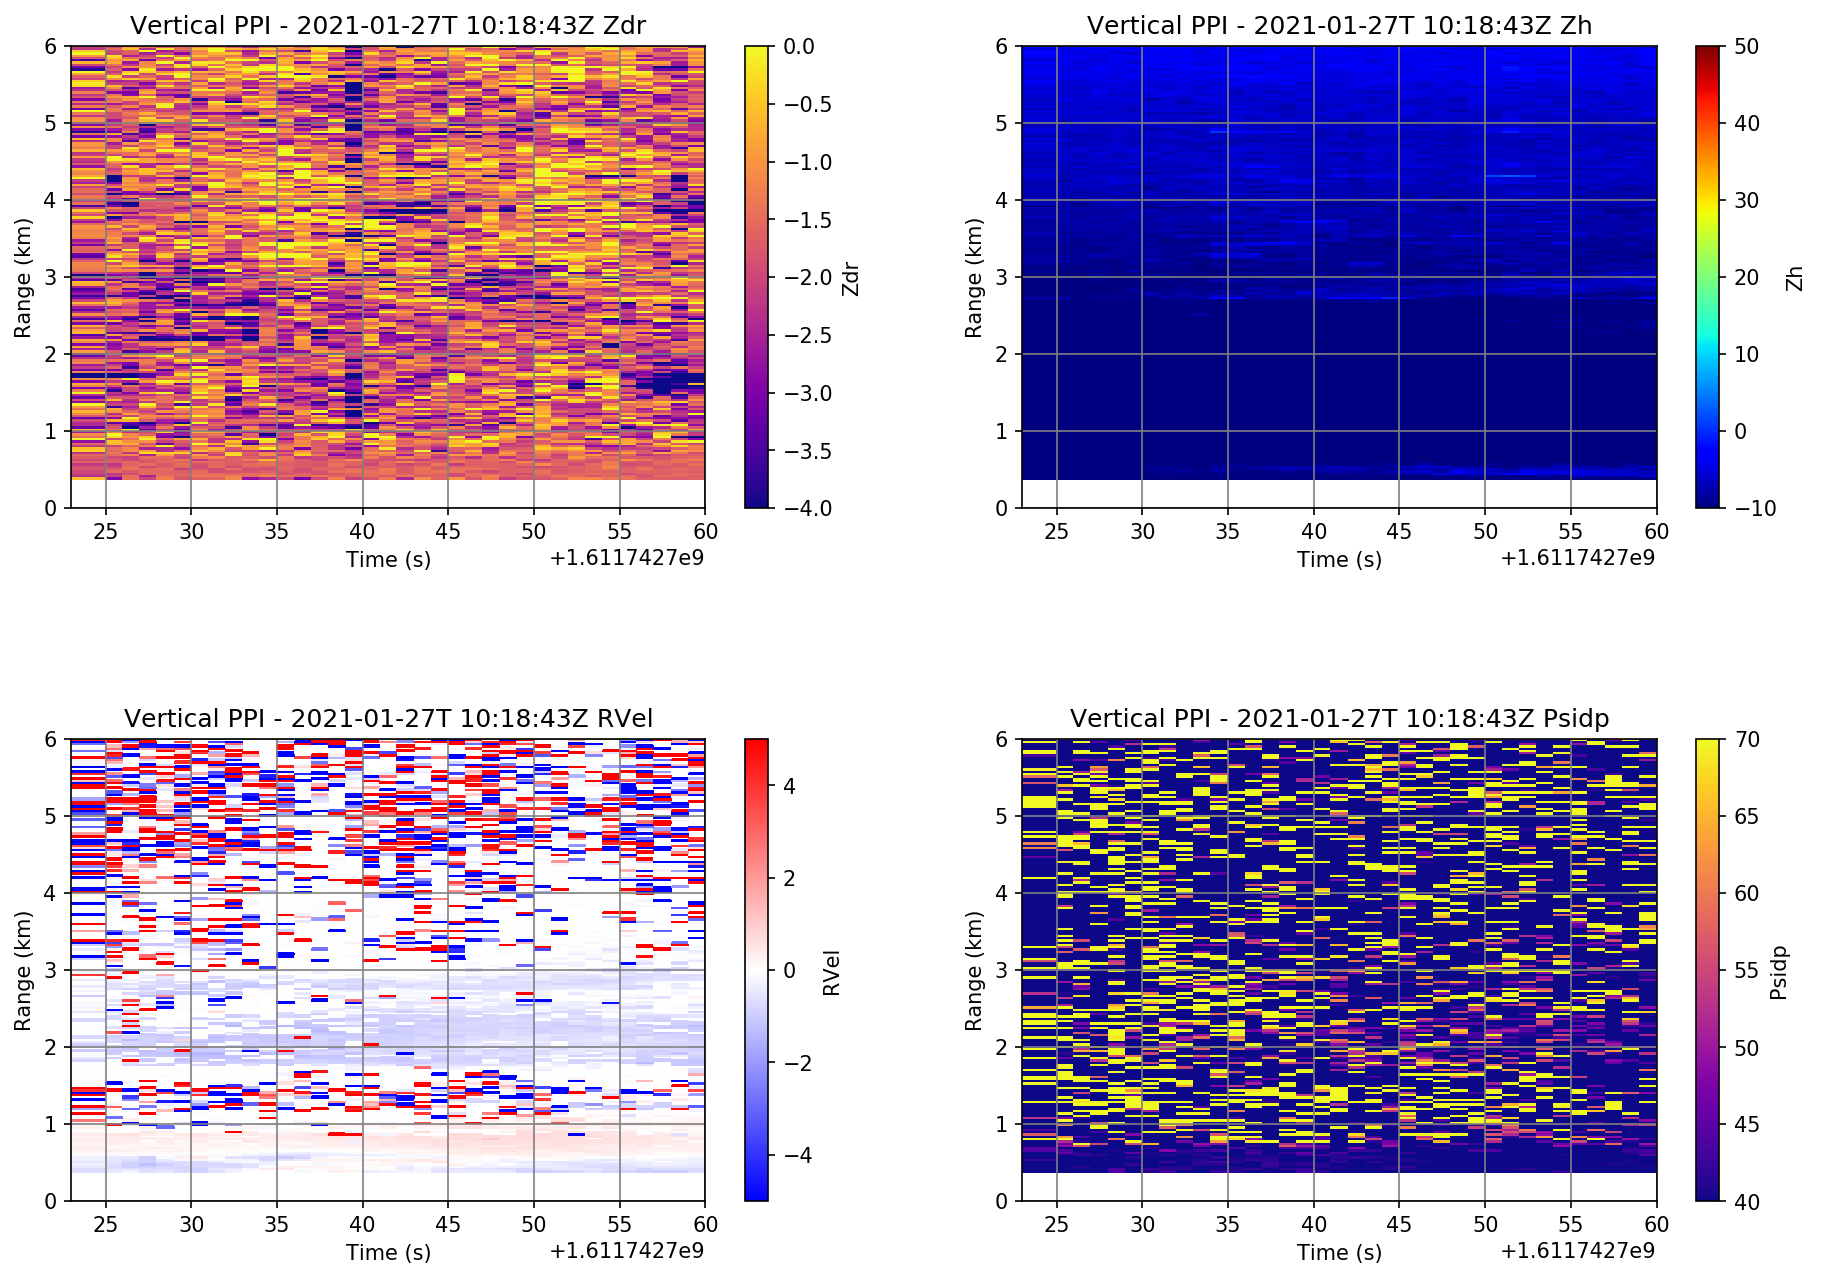 Vertical PPI - 2021-01-27T 10:18:43Z Zdr
6
5
4
3
2
1
0
Range (km)
25 30 35 40 45 50 55 60
Time (s)
+1.6117427e9
0.0
−0.5
−1.0
−1.5
−2.0
−2.5
−3.0
−3.5
−4.0
Zdr
Vertical PPI - 2021-01-27T 10:18:43Z Zh
6
5
4
3
2
1
0
Range (km)
25 30 35 40 45 50 55 60
Time (s)
+1.6117427e9
50
40
30
20
10
0
−10
Zh
Vertical PPI - 2021-01-27T 10:18:43Z RVel
6
5
4
3
2
1
0
Range (km)
25 30 35 40 45 50 55 60
Time (s)
+1.6117427e9
4
2
0
−2
−4
RVel
Vertical PPI - 2021-01-27T 10:18:43Z Psidp
6
5
4
3
2
1
0
Range (km)
25 30 35 40 45 50 55 60
Time (s)
+1.6117427e9
70
65
60
55
50
45
40
Psidp